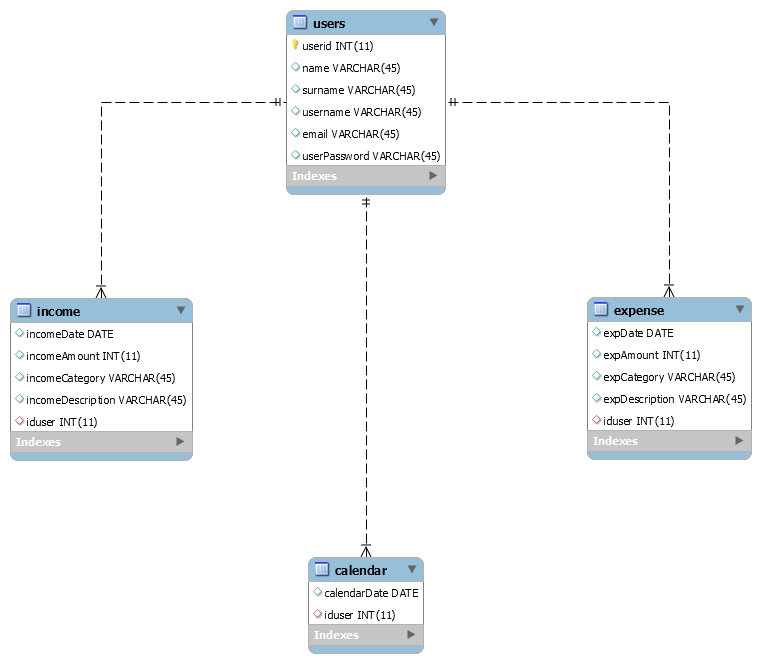 users
userid INT(11)
name VARCHAR(45)
surname VARCHAR(45)
username VARCHAR(45)
email VARCHAR(45)
userPassword VARCHAR(45)
Indexes
income
incomeDate DATE
incomeAmount INT(11)
incomeCategory VARCHAR(45)
incomeDescription VARCHAR(45)
iduser INT(11)
Indexes
expense
expDate DATE
expAmount INT(11)
expCategory VARCHAR(45)
expDescription VARCHAR(45)
iduser INT(11)
Indexes
calendar
calendarDate DATE
iduser INT(11)
Indexes